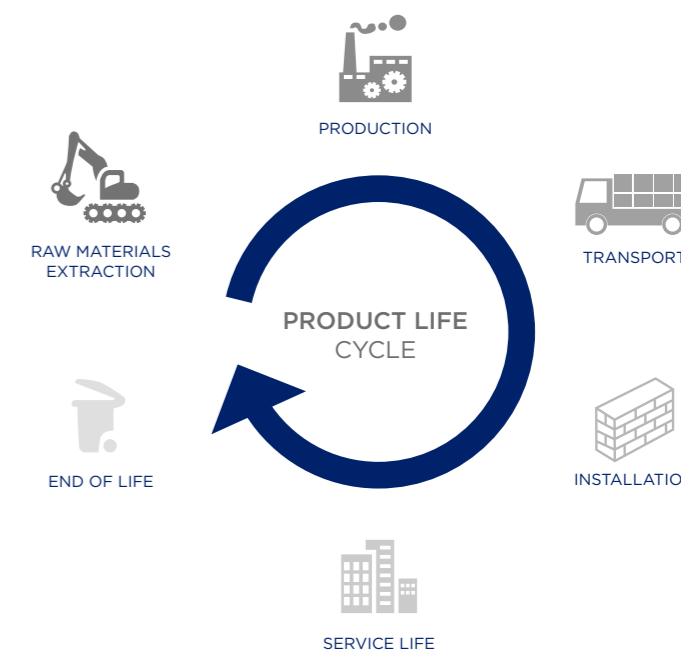 PRODUCTION
RAW MATERIALS
EXTRACTION
TRANSPORT
PRODUCT LIFE
CYCLE
END OF LIFE
INSTALLATIO
SERVICE LIFE